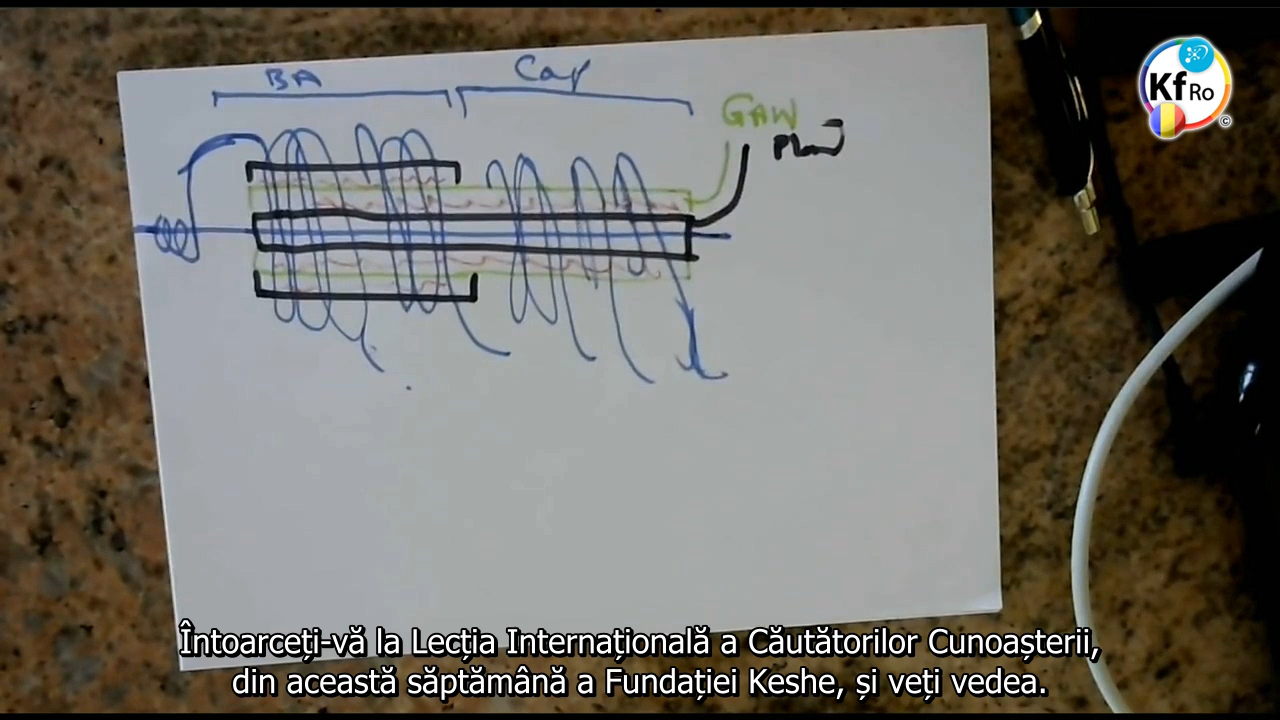 BA
Cap
GAW
Kf Ro
©
Întoarceți-vă la Lecția Internațională a Căutătorilor Cunoașterii,
din această săptămână a Fundației Keshe, și veți vedea.